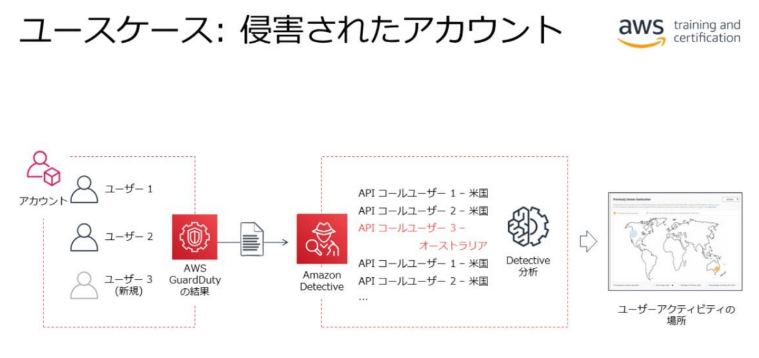 ユースケース: 侵害されたアカウント
aws training and
certification
アカウント
ユーザー 1
ユーザー 2
ユーザー 3
(新規)
AWS
GuardDuty
の結果
Amazon
Detective
API コールユーザー 1 – 米国
API コールユーザー 2 – 米国
API コールユーザー 3 –
オーストラリア
API コールユーザー 1 – 米国
API コールユーザー 2 – 米国
...
Detective
分析
ユーザーアクティビティの
場所